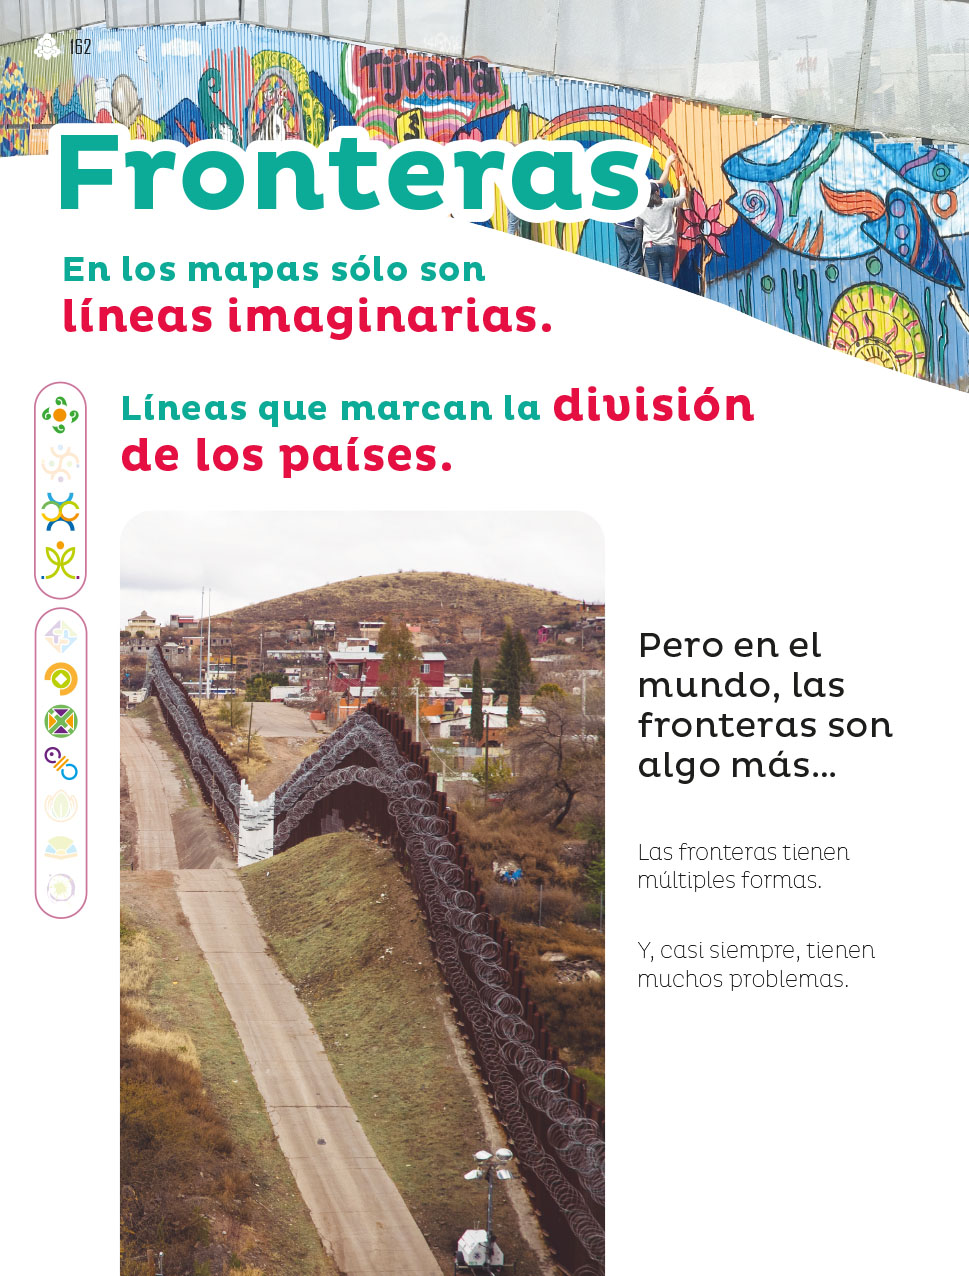 162
Tijuana
Fronteras
En los mapas sólo son
líneas imaginarias.
Líneas que marcan la división
de los países.
Pero en el
mundo, las
fronteras son
algo más...
Las fronteras tienen
múltiples formas.
Y, casi siempre, tienen
muchos problemas.